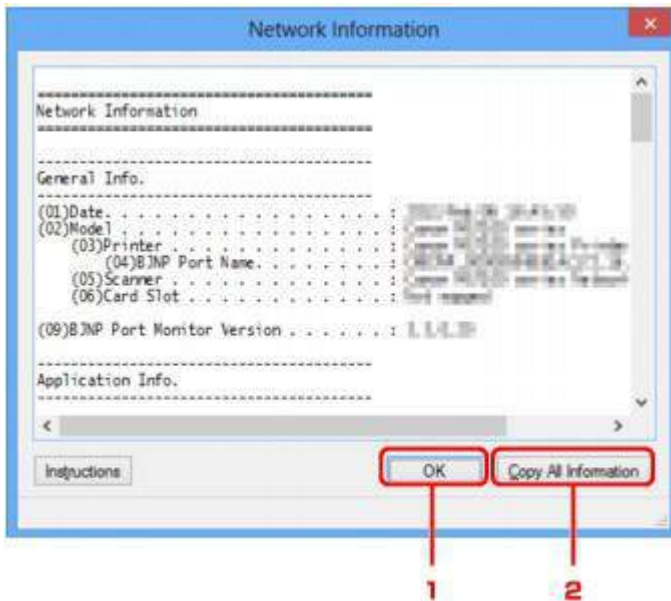 Network Information
==========================================
Network Information
==========================================
------------------------------------------
General Info.
------------------------------------------
(01)Date. . . . . . . . . . . . . . . . . :
(02)Model . . . . . . . . . . . . . . . . :
(03)Printer . . . . . . . . . . . . . . :
(04)BJNP Port Name. . . . . . . . . . :
(05)Scanner . . . . . . . . . . . . . . :
(06)Card Slot . . . . . . . . . . . . . :
(09)BJNP Port Monitor Version . . . . . . :
------------------------------------------
Application Info.
------------------------------------------
Instructions OK Copy All Information
1 2